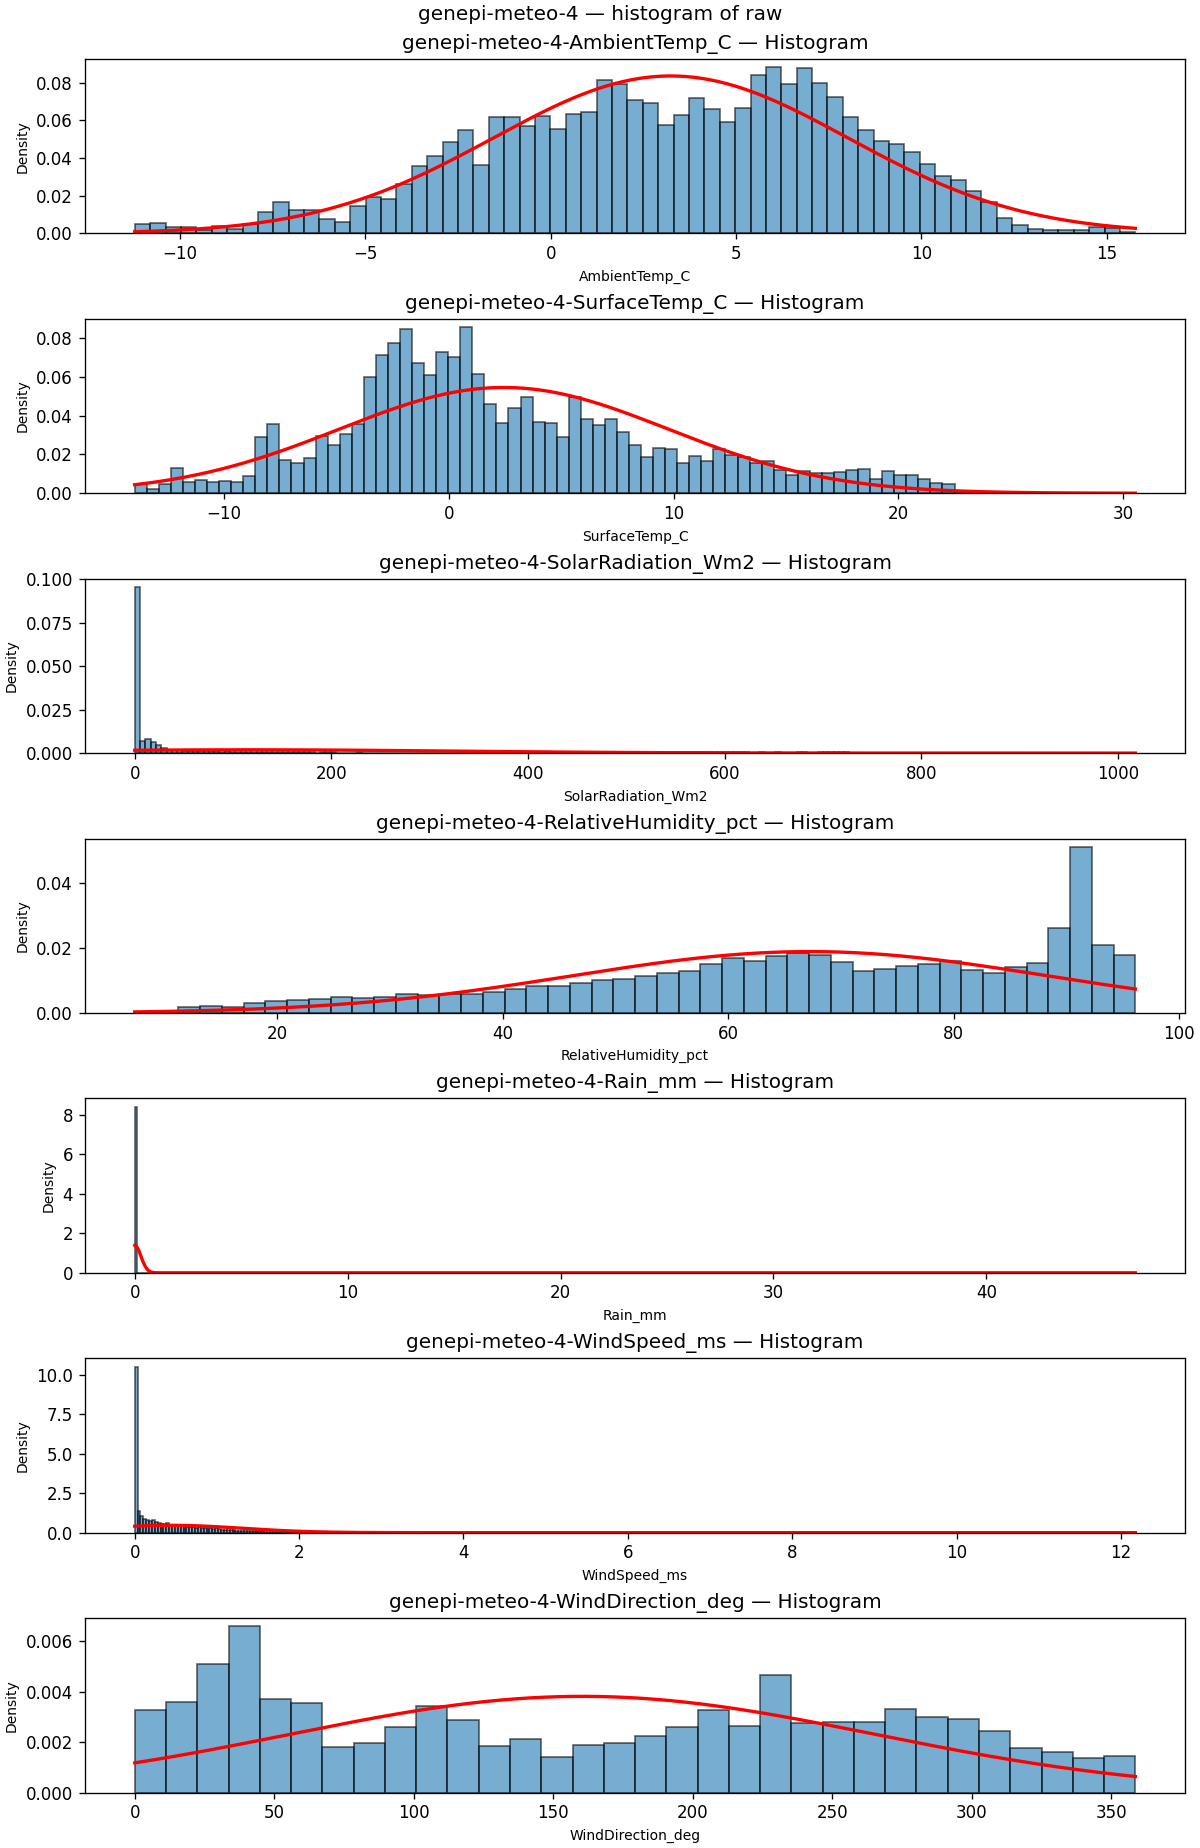 genepi-meteo-4 — histogram of raw
genepi-meteo-4-AmbientTemp_C — Histogram
0.08
0.06
0.04
0.02
0.00
Density
−10 −5 0 5 10 15
AmbientTemp_C
genepi-meteo-4-SurfaceTemp_C — Histogram
0.08
0.06
0.04
0.02
0.00
Density
−10 0 10 20 30
SurfaceTemp_C
genepi-meteo-4-SolarRadiation_Wm2 — Histogram
0.100
0.075
0.050
0.025
0.000
Density
0 200 400 600 800 1000
SolarRadiation_Wm2
genepi-meteo-4-RelativeHumidity_pct — Histogram
0.04
0.02
0.00
Density
20 40 60 80 100
RelativeHumidity_pct
genepi-meteo-4-Rain_mm — Histogram
8
6
4
2
0
Density
0 10 20 30 40
Rain_mm
genepi-meteo-4-WindSpeed_ms — Histogram
10.0
7.5
5.0
2.5
0.0
Density
0 2 4 6 8 10 12
WindSpeed_ms
genepi-meteo-4-WindDirection_deg — Histogram
0.006
0.004
0.002
0.000
Density
0 50 100 150 200 250 300 350
WindDirection_deg